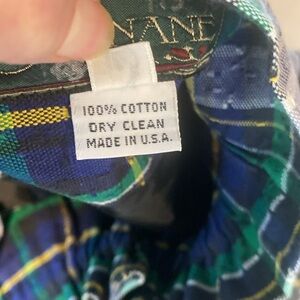 NANE
100% COTTON
DRY CLEAN
MADE IN U.S.A.